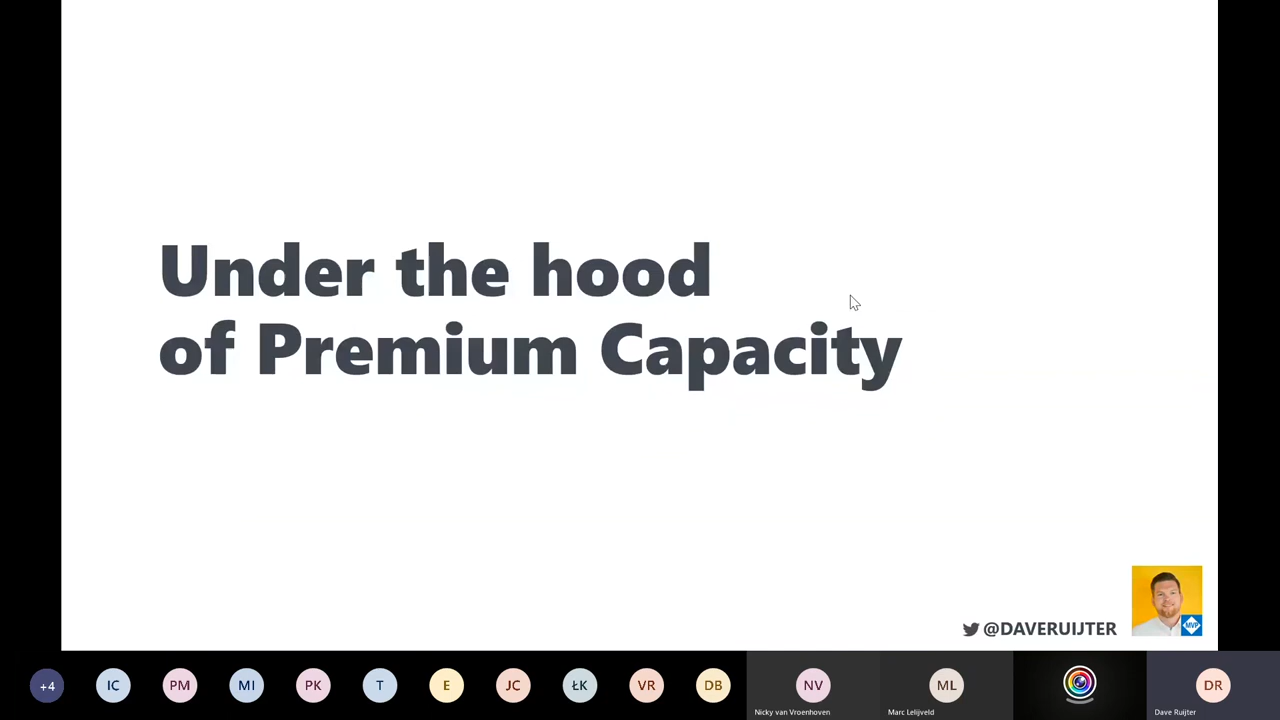 Under the hood
of Premium Capacity
@DAVERUIJTER
MVP
+4
IC
PM
MI
PK
T
E
JC
ŁK
VR
DB
NV
Nicky van Vroenhoven
ML
Marc Lelijveld
DR
Dave Ruijter